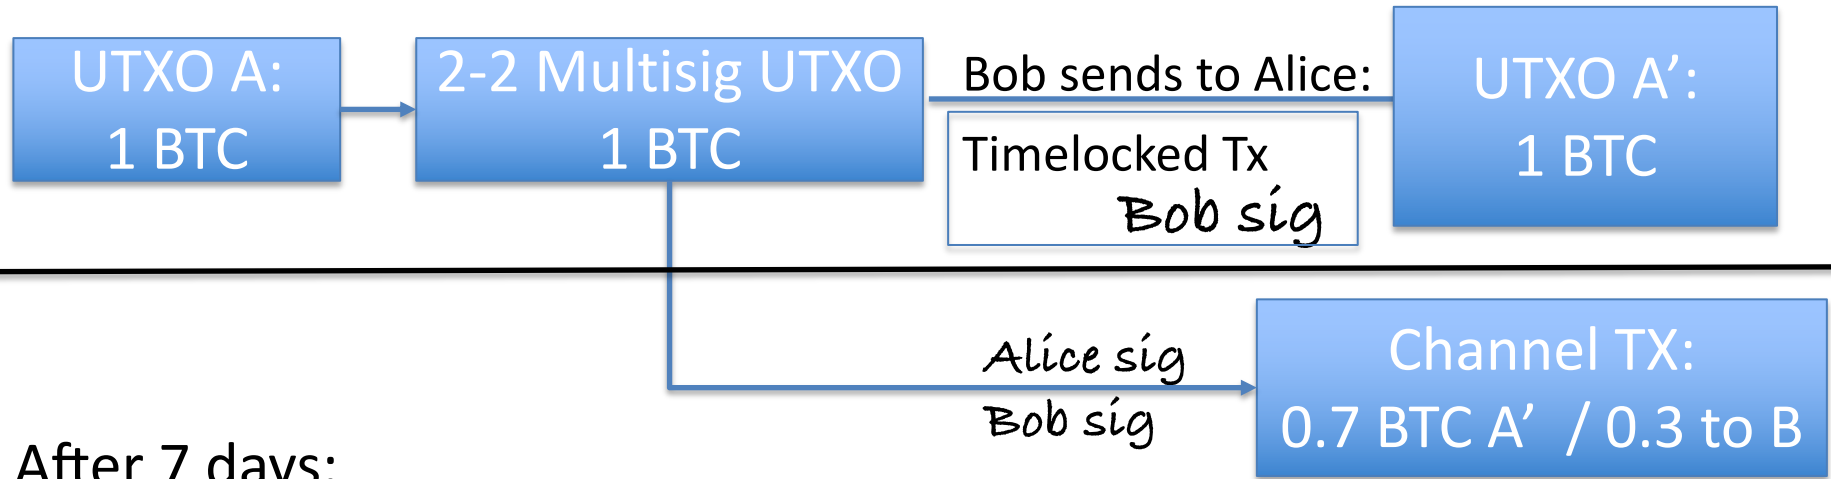 UTXO A:
1 BTC
2-2 Multisig UTXO
1 BTC
Bob sends to Alice:
Timelocked Tx
Bob sig
UTXO A’:
1 BTC
Alice sig
Bob sig
Channel TX:
0.7 BTC A’ / 0.3 to B
After 7 days: